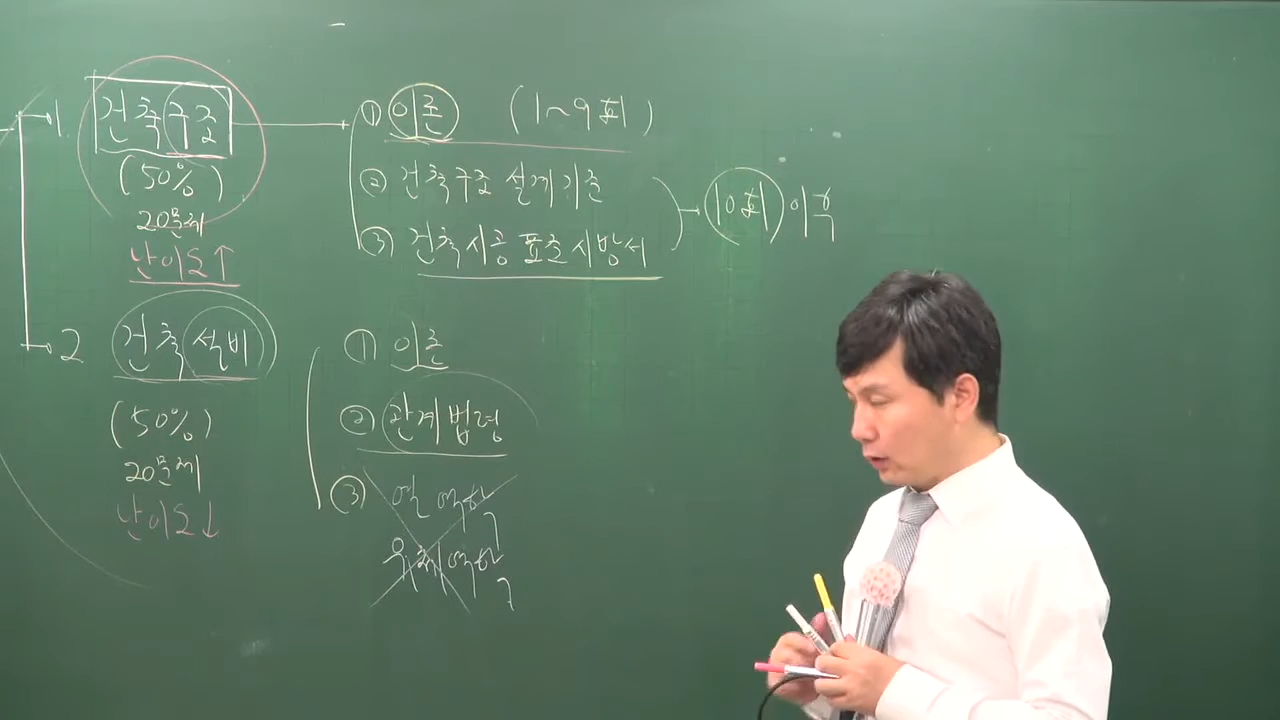 1. 건축구조
(50%)
20문제
난이도↑
① 이론 (1~9회)
② 건축구조 설계기준
③ 건축시공 표준시방서
10회 이후
2 건축설비
(50%)
20문제
난이도↓
① 이론
② 관계법령
③ 열역학
유체역학